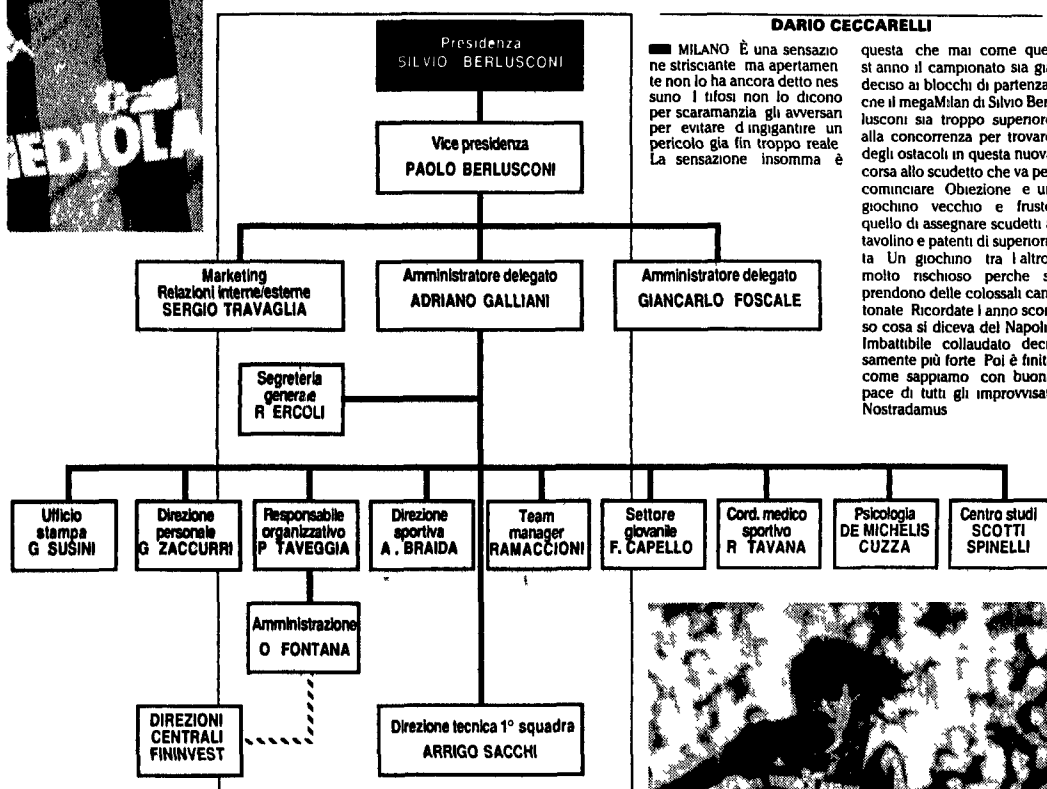 EDIOLA
Presidenza
SILVIO BERLUSCONI
Vice presidenza
PAOLO BERLUSCONI
Marketing
Relazioni interne/esterne
SERGIO TRAVAGLIA
Amministratore delegato
ADRIANO GALLIANI
Amministratore delegato
GIANCARLO FOSCALE
Segreteria
generale
R ERCOLI
Ufficio
stampa
G SUSINI
Direzione
personale
G ZACCURRI
Responsabile
organizzativo
P TAVEGGIA
Direzione
sportiva
A. BRAIDA
Team
manager
RAMACCIONI
Settore
giovanile
F. CAPELLO
Cord. medico
sportivo
R TAVANA
Psicologia
DE MICHELIS
CUZZA
Centro studi
SCOTTI
SPINELLI
Amministrazione
O FONTANA
DIREZIONI
CENTRALI
FININVEST
Direzione tecnica 1° squadra
ARRIGO SACCHI
DARIO CECCARELLI
MILANO È una sensazio
ne strisciante ma apertamen
te non lo ha ancora detto nes
suno I tifosi non lo dicono
per scaramanzia gli avversari
per evitare d ingigantire un
pericolo gia fin troppo reale
La sensazione insomma è
questa che mai come que
st anno il campionato sia gia
deciso ai blocchi di partenza
che il megaMilan di Silvio Ber
lusconi sia troppo superiore
alla concorrenza per trovare
degli ostacoli in questa nuova
corsa allo scudetto che va pe
cominciare Obiezione e un
giochino vecchio e frusto
quello di assegnare scudetti a
tavolino e patenti di superiori
ta Un giochino tra l altro
molto rischioso perche s
prendono delle colossali can
tonate Ricordate l anno scor
so cosa si diceva del Napoli
Imbattibile collaudato deci
samente più forte Poi è finit
come sappiamo con buon
pace di tutti gli improvvisat
Nostradamus